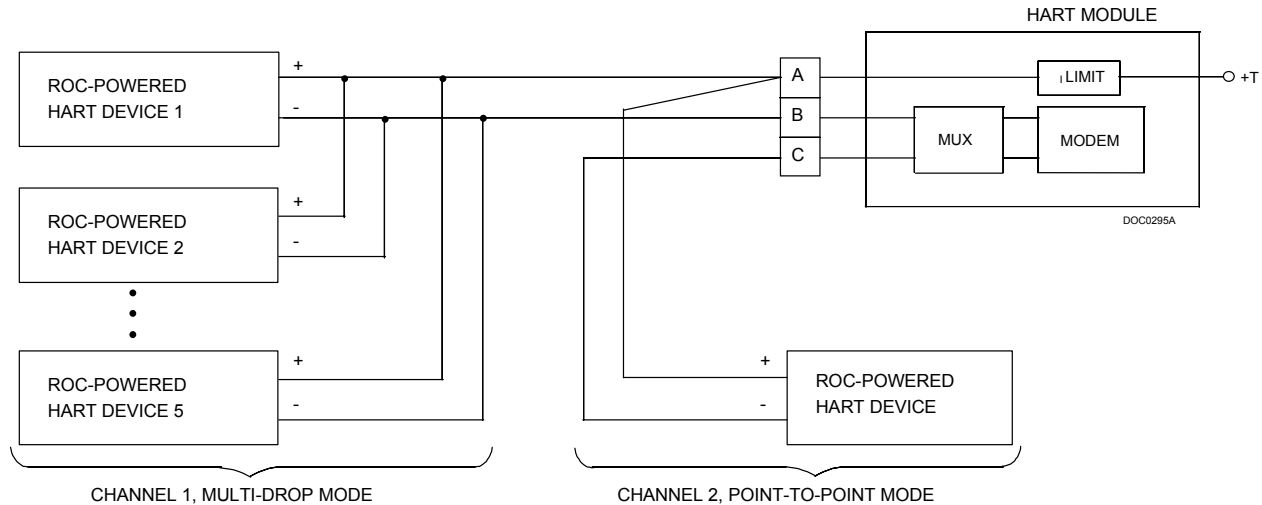 HART MODULE
ROC-POWERED
HART DEVICE 1
+
-
A
B
C
I LIMIT
+T
MUX
MODEM
DOC0295A
ROC-POWERED
HART DEVICE 2
+
-
ROC-POWERED
HART DEVICE 5
+
-
+
-
ROC-POWERED
HART DEVICE
CHANNEL 1, MULTI-DROP MODE
CHANNEL 2, POINT-TO-POINT MODE